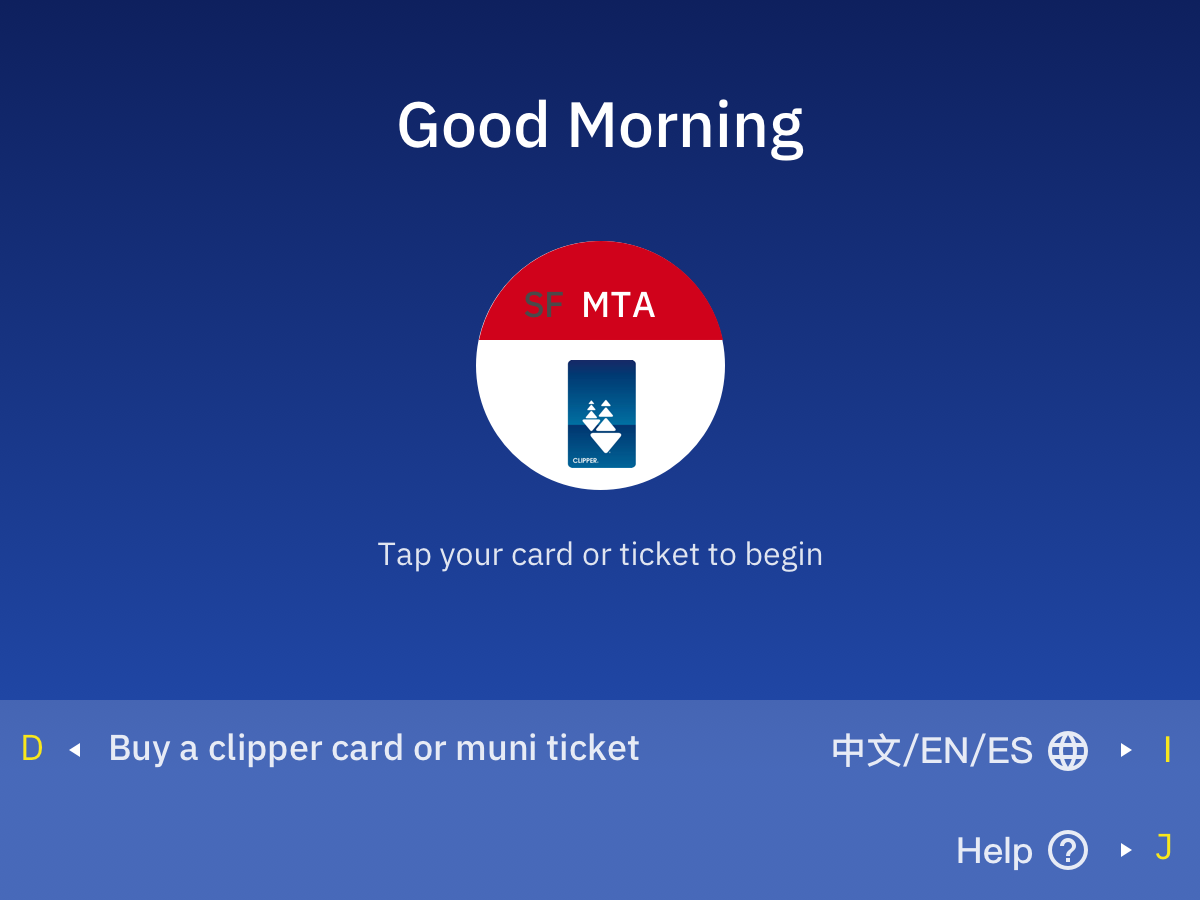 Good Morning
SF MTA
CLIPPER.
Tap your card or ticket to begin
D Buy a clipper card or muni ticket
中文/EN/ES I
Help J